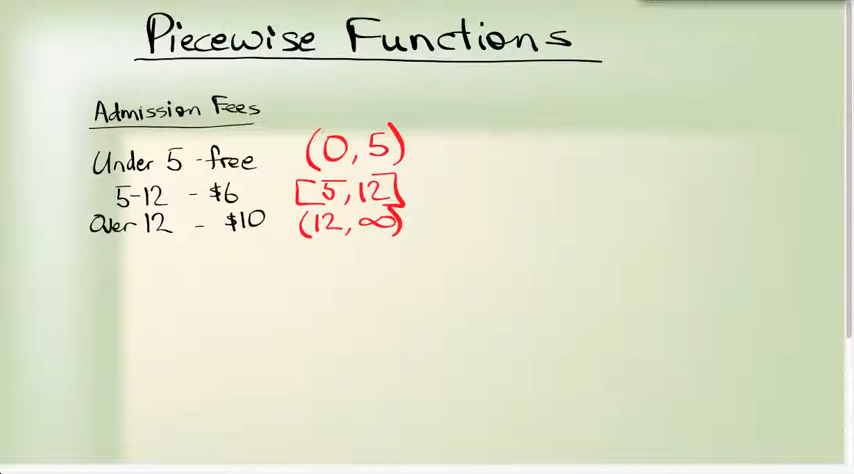 Piecewise Functions
Admission Fees
Under 5 - free (0, 5)
5-12 - $6 [5, 12]
Over 12 - $10 (12, ∞)